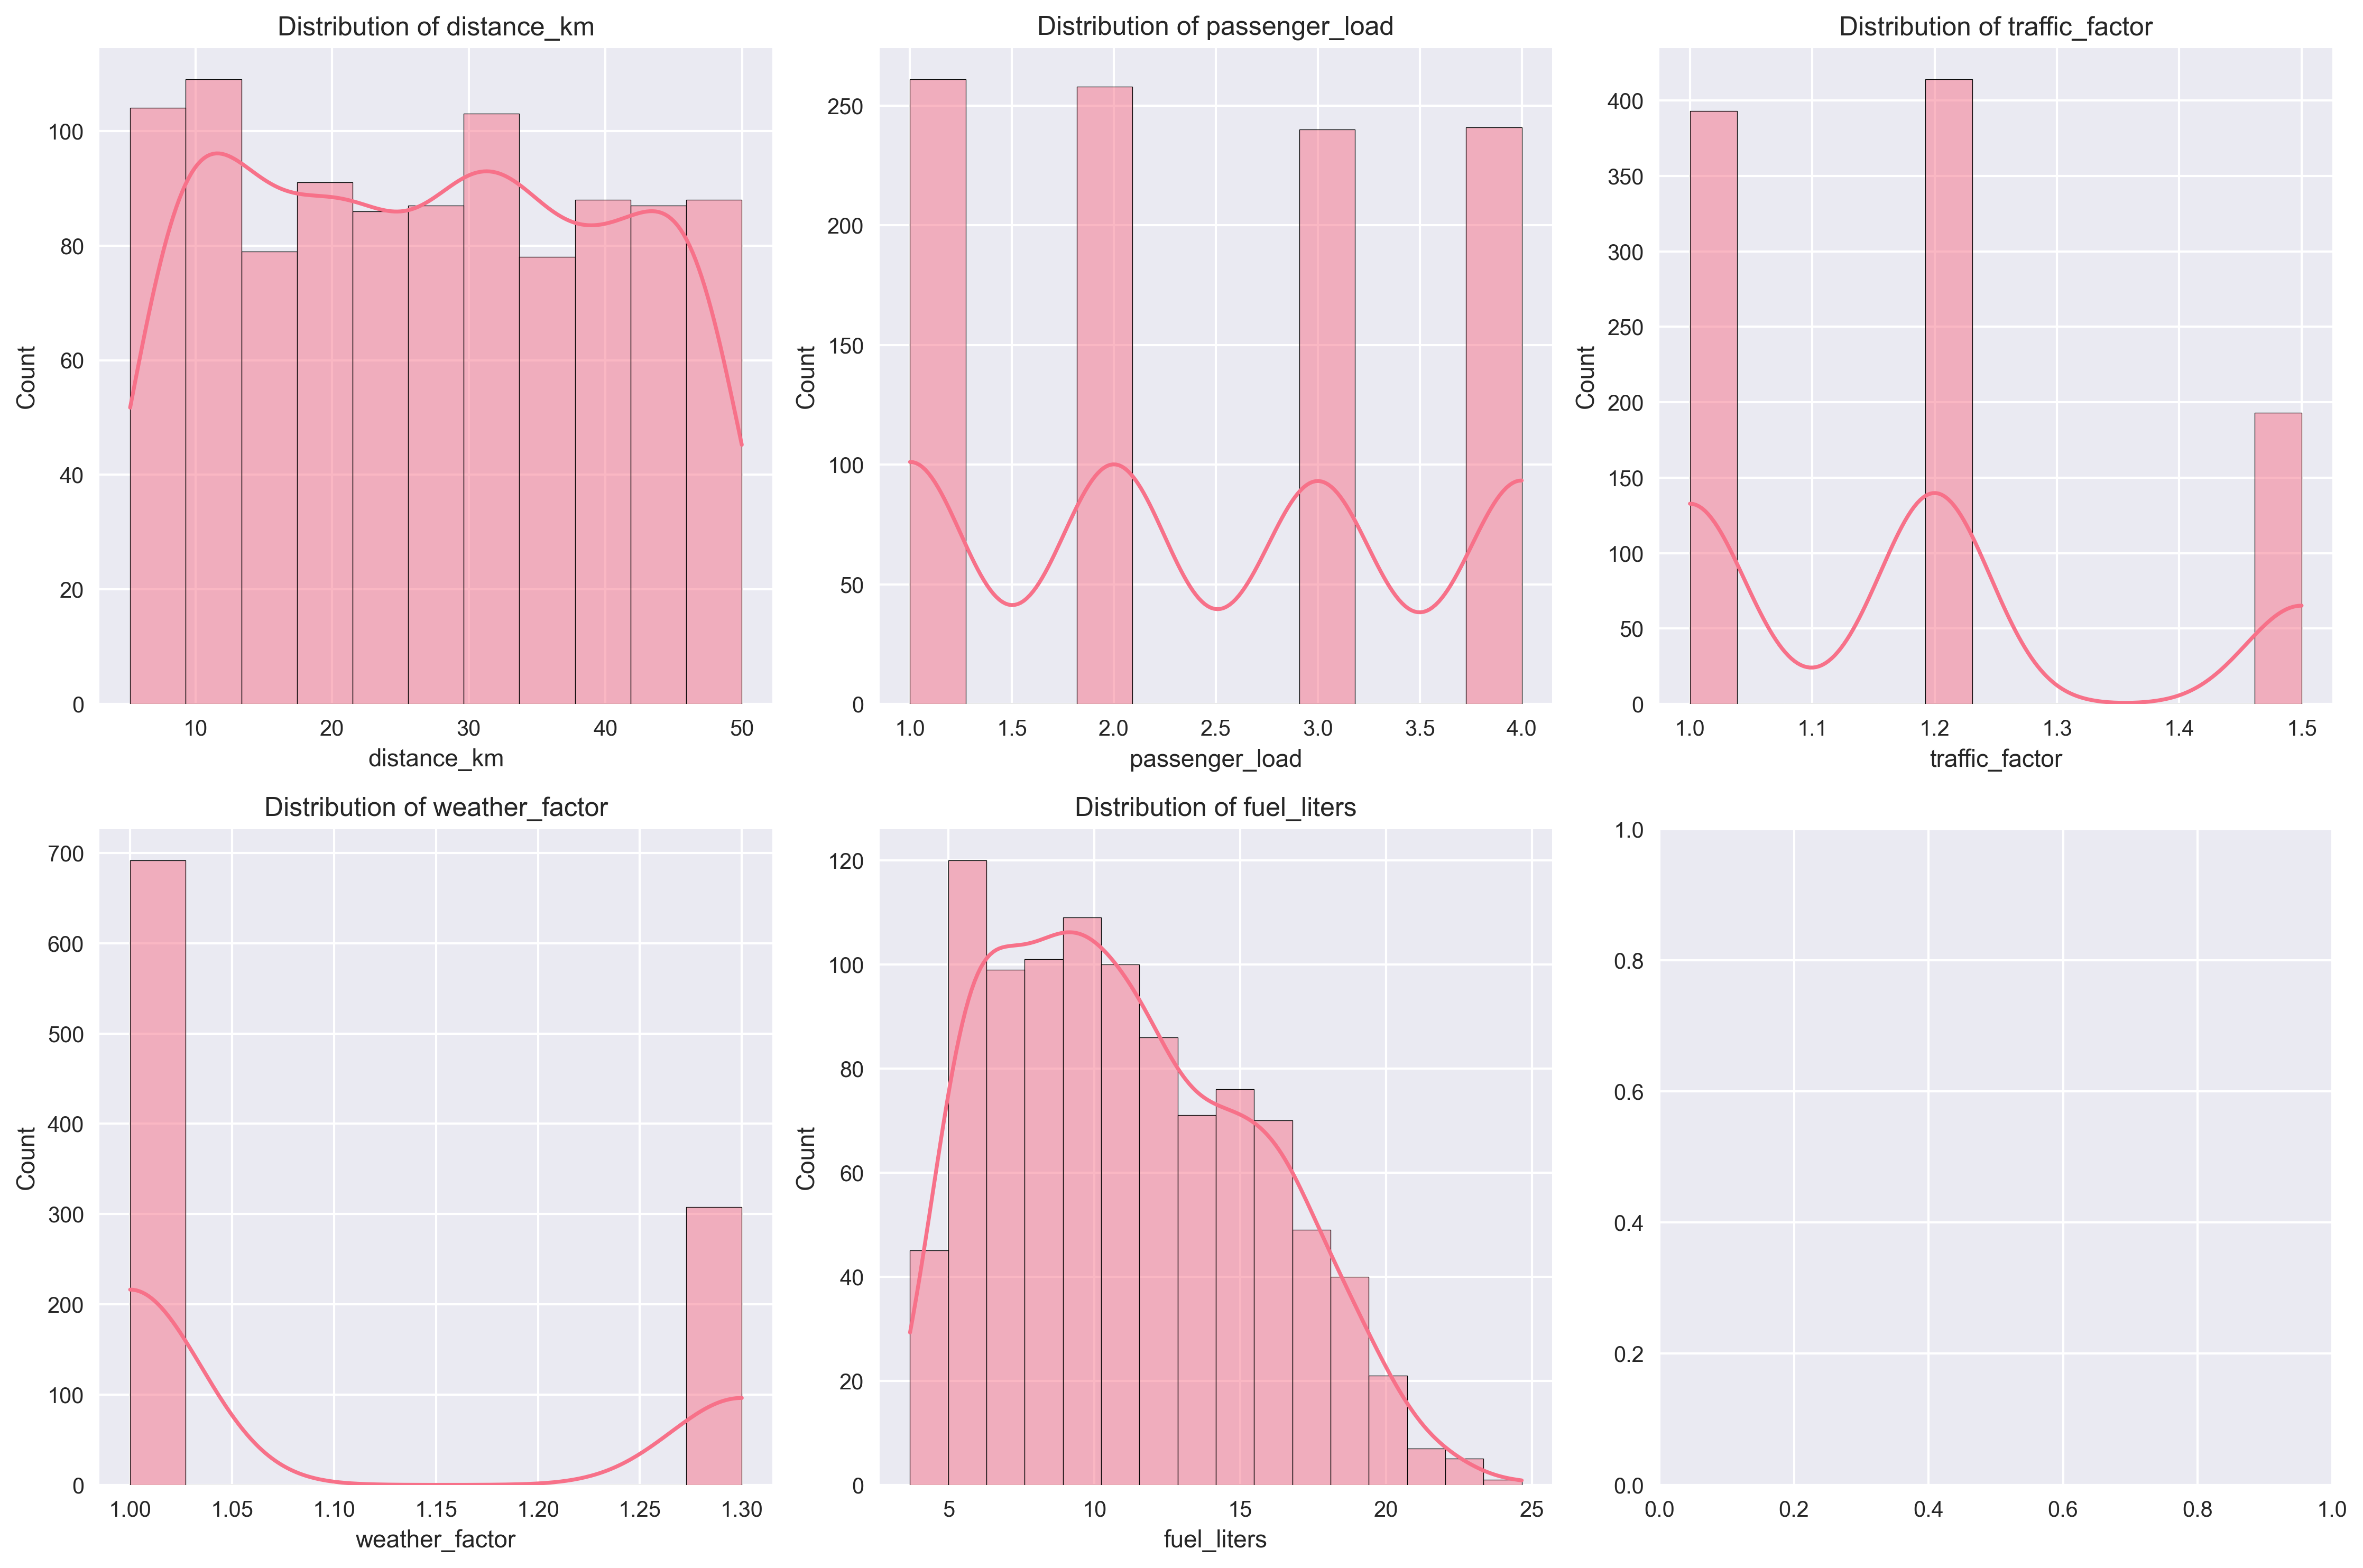 Distribution of distance_km
Count
100
80
60
40
20
0
10 20 30 40 50
distance_km
Distribution of passenger_load
Count
250
200
150
100
50
0
1.0 1.5 2.0 2.5 3.0 3.5 4.0
passenger_load
Distribution of traffic_factor
Count
400
350
300
250
200
150
100
50
0
1.0 1.1 1.2 1.3 1.4 1.5
traffic_factor
Distribution of weather_factor
Count
700
600
500
400
300
200
100
0
1.00 1.05 1.10 1.15 1.20 1.25 1.30
weather_factor
Distribution of fuel_liters
Count
120
100
80
60
40
20
0
5 10 15 20 25
fuel_liters
1.0
0.8
0.6
0.4
0.2
0.0
0.0 0.2 0.4 0.6 0.8 1.0